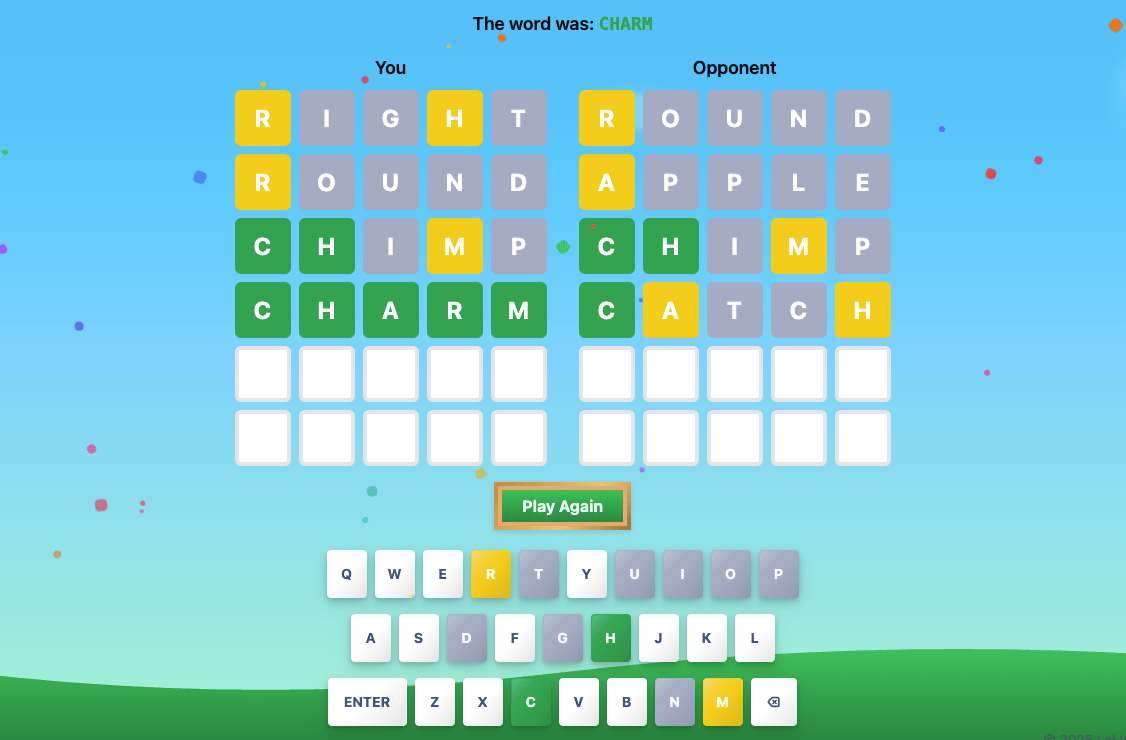 The word was: CHARM
You Opponent
R I G H T R O U N D
R O U N D A P P L E
C H I M P C H I M P
C H A R M C A T C H
Play Again
Q W E R T Y U I O P
A S D F G H J K L
ENTER Z X C V B N M